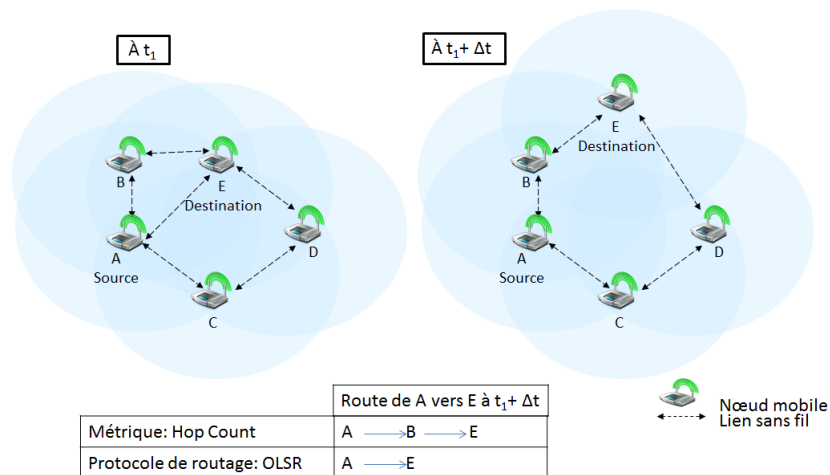 À t1
À t1+ Δt
B
E
Destination
A
Source
D
C
E
Destination
B
A
Source
D
C
Route de A vers E à t1+ Δt
Métrique: Hop Count
A B E
Protocole de routage: OLSR
A E
Nœud mobile
Lien sans fil